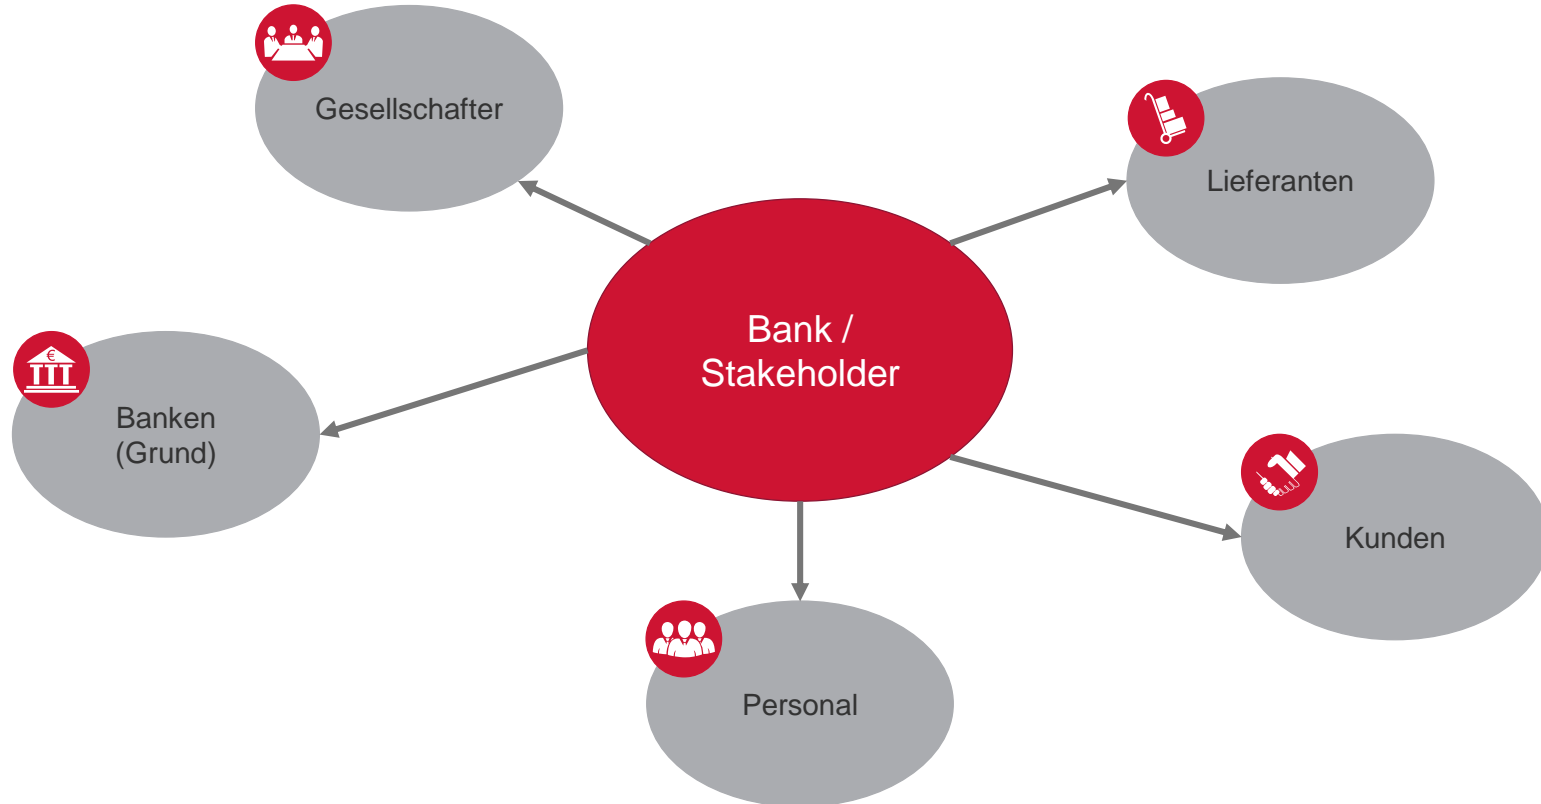 Gesellschafter
Lieferanten
Bank /
Stakeholder
€
Banken
(Grund)
Kunden
Personal